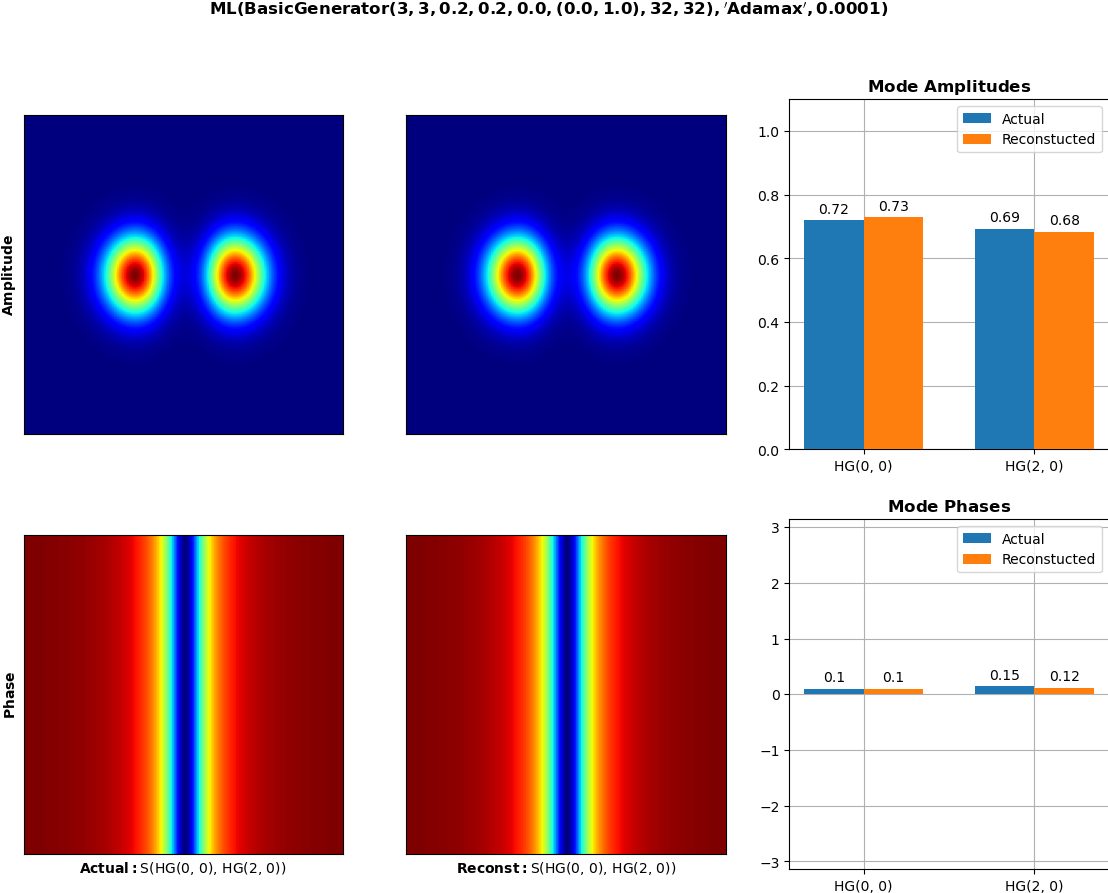 ML(BasicGenerator(3, 3, 0.2, 0.2, 0.0, (0.0, 1.0), 32, 32), ′Adamax′, 0.0001)
Amplitude
Mode Amplitudes
Actual
Reconstucted
1.0
0.8
0.6
0.4
0.2
0.0
0.72
0.73
0.69
0.68
HG(0, 0)
HG(2, 0)
Phase
Actual: S(HG(0, 0), HG(2, 0))
Reconst: S(HG(0, 0), HG(2, 0))
Mode Phases
Actual
Reconstucted
3
2
1
0
−1
−2
−3
0.1
0.1
0.15
0.12
HG(0, 0)
HG(2, 0)